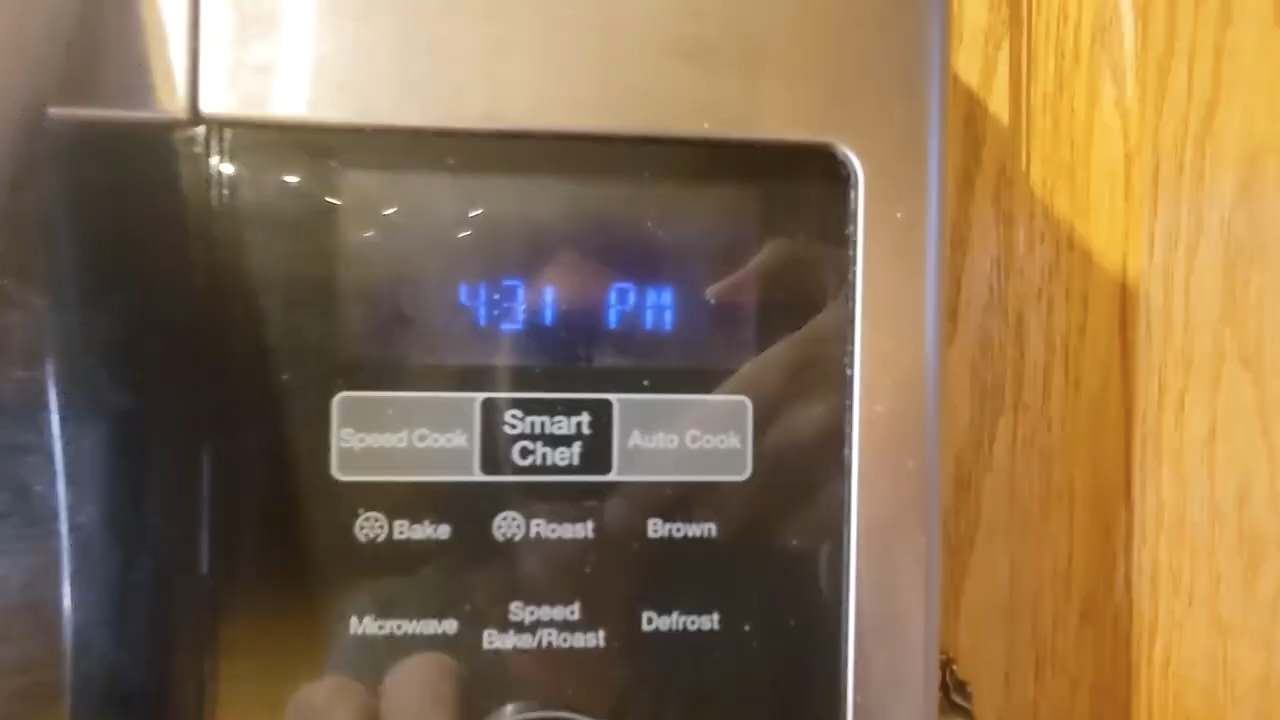 4:31 PM
Speed Cook
Smart
Chef
Auto Cook
Bake
Roast
Brown
Microwave
Speed
Bake/Roast
Defrost